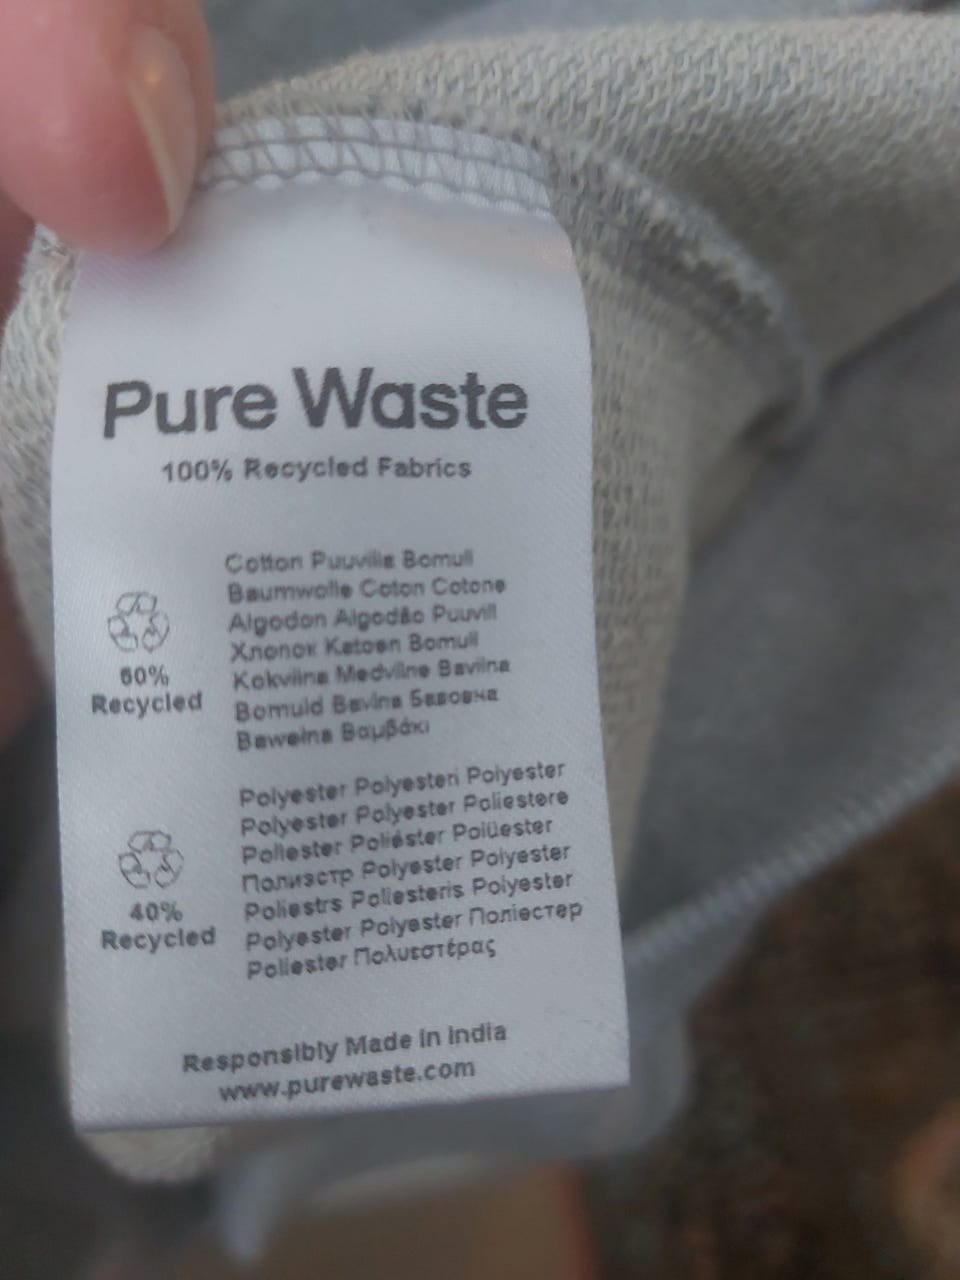 Pure Waste
100% Recycled Fabrics
60%
Recycled
Cotton Puuvilla Bomull
Baumwolle Coton Cotone
Algodon Algodão Puuvill
Хлопок Katoen Bomull
Kokvilna Medvilnė Bavlna
Bomuld Bavlna Бавовна
Bawełna Βαμβάκι
40%
Recycled
Polyester Polyesteri Polyester
Polyester Polyester Poliestere
Poliester Poliéster Polüester
Полиэстр Polyester Polyester
Poliestrs Poliesteris Polyester
Polyester Polyester Поліестер
Poliester Πολυεστέρας
Responsibly Made in India
www.purewaste.com